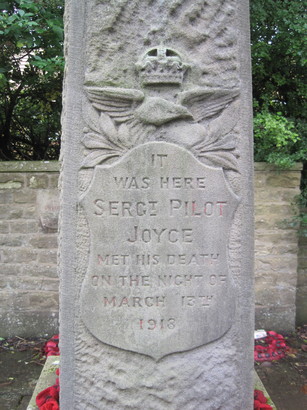 IT
WAS HERE
SERGT PILOT
JOYCE
MET HIS DEATH
ON THE NIGHT OF
MARCH 13TH
1918